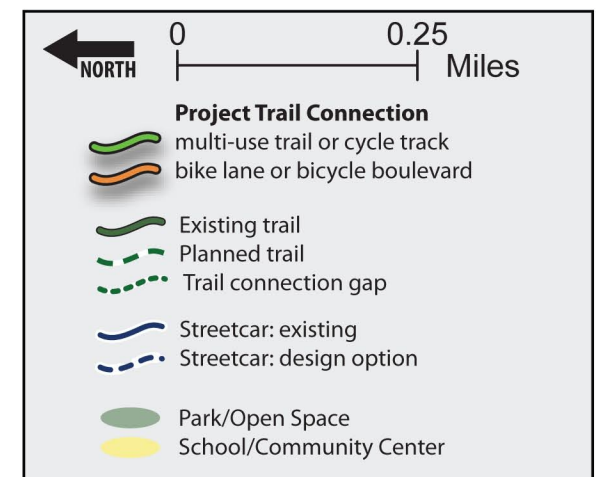 0 0.25
NORTH Miles
Project Trail Connection
multi-use trail or cycle track
bike lane or bicycle boulevard
Existing trail
Planned trail
Trail connection gap
Streetcar: existing
Streetcar: design option
Park/Open Space
School/Community Center